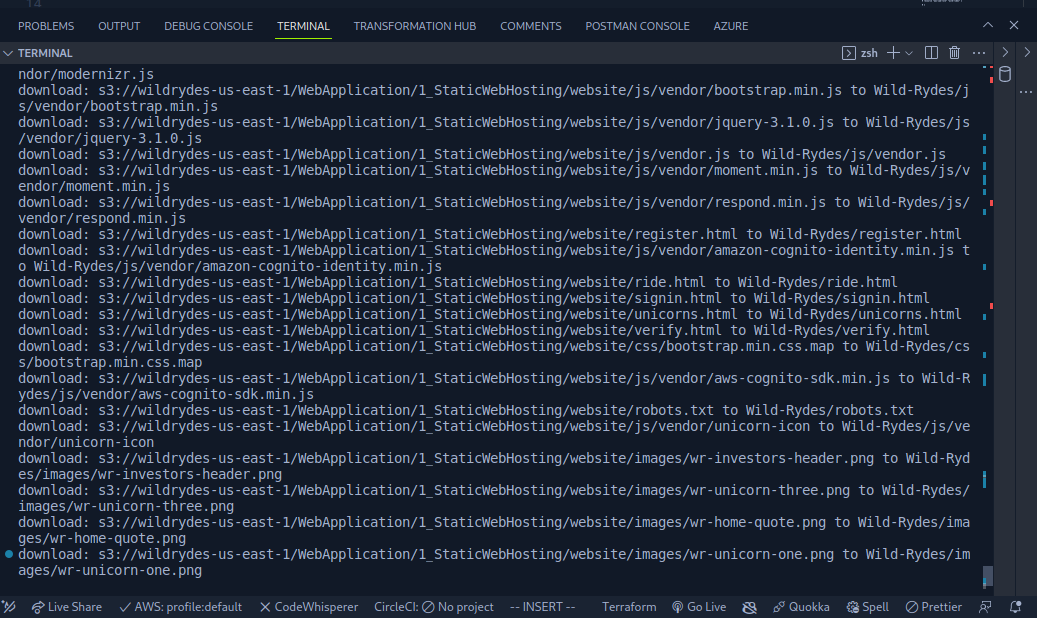 14
PROBLEMS OUTPUT DEBUG CONSOLE TERMINAL TRANSFORMATION HUB COMMENTS POSTMAN CONSOLE AZURE
TERMINAL zsh
ndor/modernizr.js
download: s3://wildrydes-us-east-1/WebApplication/1_StaticWebHosting/website/js/vendor/bootstrap.min.js to Wild-Rydes/j
s/vendor/bootstrap.min.js
download: s3://wildrydes-us-east-1/WebApplication/1_StaticWebHosting/website/js/vendor/jquery-3.1.0.js to Wild-Rydes/js
/vendor/jquery-3.1.0.js
download: s3://wildrydes-us-east-1/WebApplication/1_StaticWebHosting/website/js/vendor.js to Wild-Rydes/js/vendor.js
download: s3://wildrydes-us-east-1/WebApplication/1_StaticWebHosting/website/js/vendor/moment.min.js to Wild-Rydes/js/v
endor/moment.min.js
download: s3://wildrydes-us-east-1/WebApplication/1_StaticWebHosting/website/js/vendor/respond.min.js to Wild-Rydes/js/
vendor/respond.min.js
download: s3://wildrydes-us-east-1/WebApplication/1_StaticWebHosting/website/register.html to Wild-Rydes/register.html
download: s3://wildrydes-us-east-1/WebApplication/1_StaticWebHosting/website/js/vendor/amazon-cognito-identity.min.js t
o Wild-Rydes/js/vendor/amazon-cognito-identity.min.js
download: s3://wildrydes-us-east-1/WebApplication/1_StaticWebHosting/website/ride.html to Wild-Rydes/ride.html
download: s3://wildrydes-us-east-1/WebApplication/1_StaticWebHosting/website/signin.html to Wild-Rydes/signin.html
download: s3://wildrydes-us-east-1/WebApplication/1_StaticWebHosting/website/unicorns.html to Wild-Rydes/unicorns.html
download: s3://wildrydes-us-east-1/WebApplication/1_StaticWebHosting/website/verify.html to Wild-Rydes/verify.html
download: s3://wildrydes-us-east-1/WebApplication/1_StaticWebHosting/website/css/bootstrap.min.css.map to Wild-Rydes/cs
s/bootstrap.min.css.map
download: s3://wildrydes-us-east-1/WebApplication/1_StaticWebHosting/website/js/vendor/aws-cognito-sdk.min.js to Wild-R
ydes/js/vendor/aws-cognito-sdk.min.js
download: s3://wildrydes-us-east-1/WebApplication/1_StaticWebHosting/website/robots.txt to Wild-Rydes/robots.txt
download: s3://wildrydes-us-east-1/WebApplication/1_StaticWebHosting/website/js/vendor/unicorn-icon to Wild-Rydes/js/ve
ndor/unicorn-icon
download: s3://wildrydes-us-east-1/WebApplication/1_StaticWebHosting/website/images/wr-investors-header.png to Wild-Ryd
es/images/wr-investors-header.png
download: s3://wildrydes-us-east-1/WebApplication/1_StaticWebHosting/website/images/wr-unicorn-three.png to Wild-Rydes/
images/wr-unicorn-three.png
download: s3://wildrydes-us-east-1/WebApplication/1_StaticWebHosting/website/images/wr-home-quote.png to Wild-Rydes/ima
ges/wr-home-quote.png
download: s3://wildrydes-us-east-1/WebApplication/1_StaticWebHosting/website/images/wr-unicorn-one.png to Wild-Rydes/im
ages/wr-unicorn-one.png
Live Share AWS: profile:default CodeWhisperer CircleCI: No project -- INSERT -- Terraform Go Live Quokka Spell Prettier